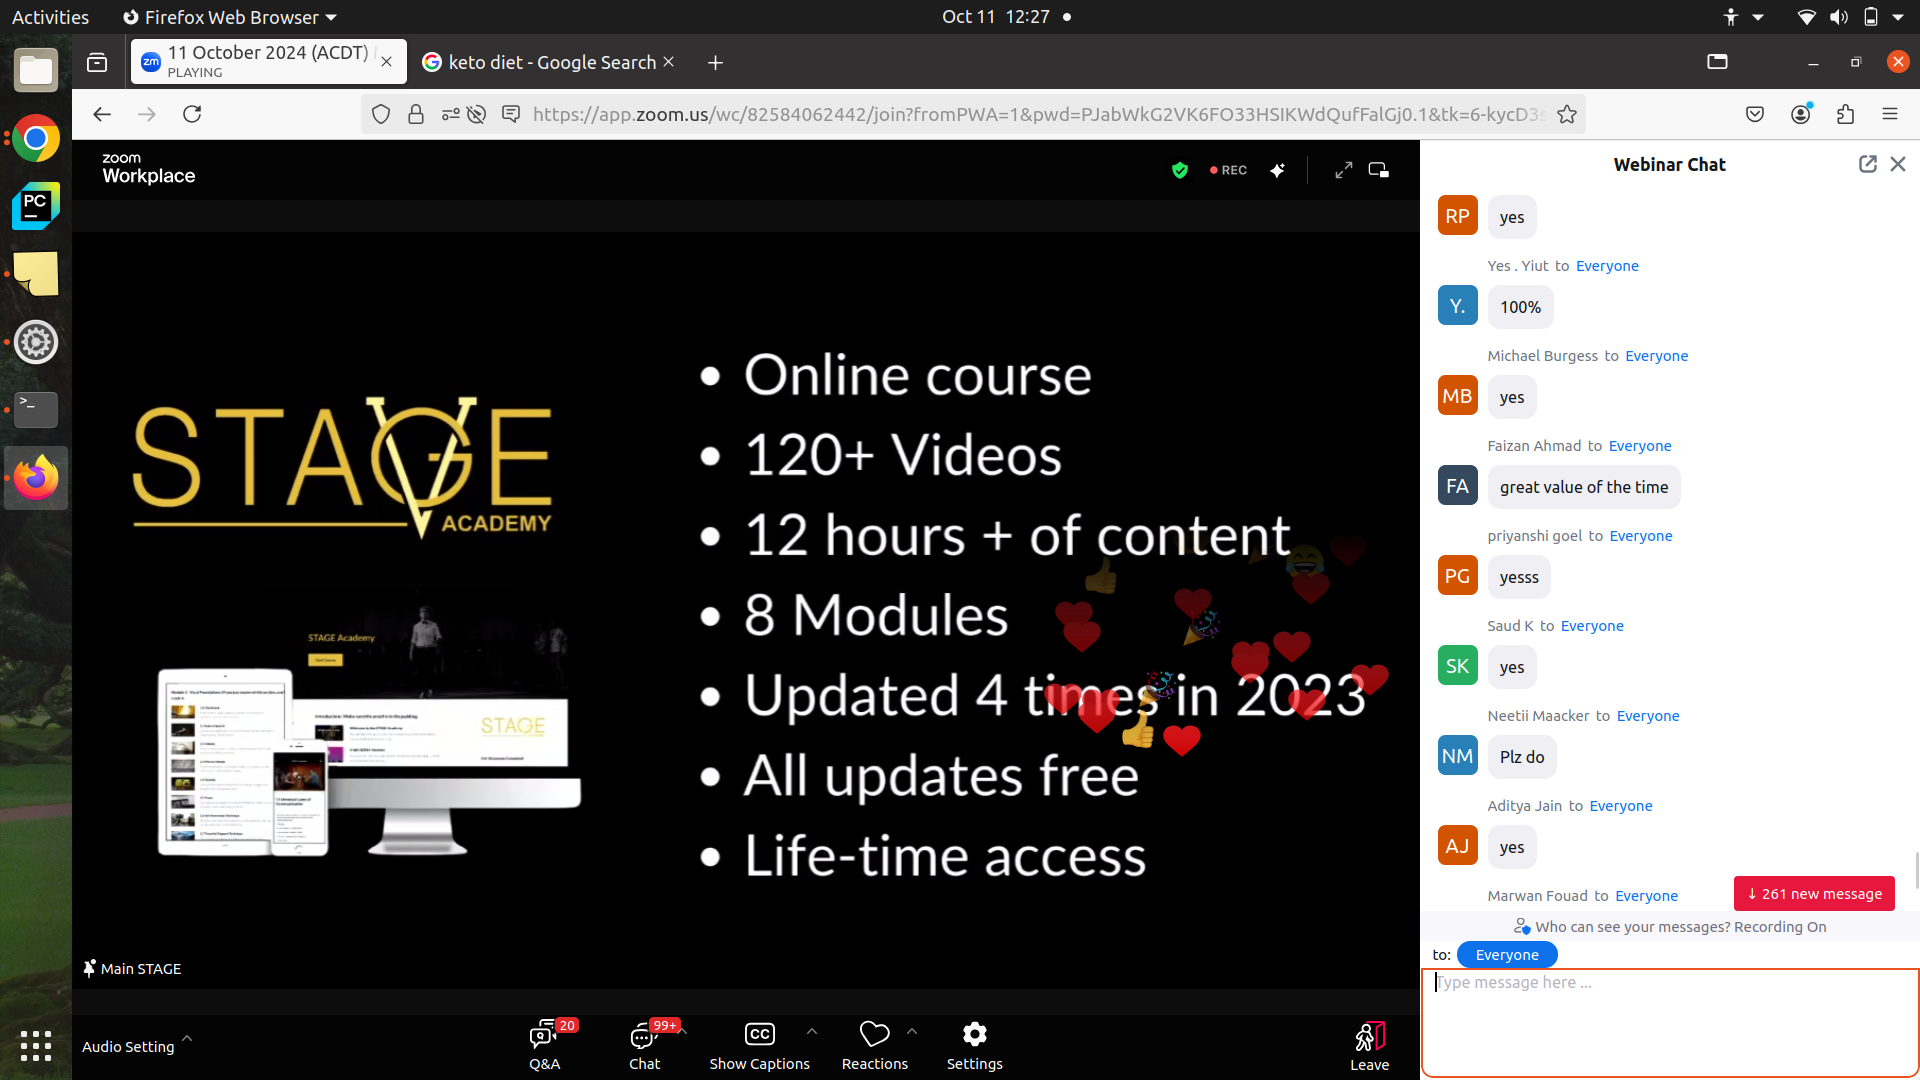 Activities
Firefox Web Browser
Oct 11 12:27
11 October 2024 (ACDT)
PLAYING
keto diet - Google Search
https://app.zoom.us/wc/82584062442/join?fromPWA=1&pwd=PJabWkG2VK6FO33HSIKWdQufFalGj0.1&tk=6-kycD3s
zoom
Workplace
REC
STAGE
ACADEMY
STAGE Academy
STAGE
• Online course
• 120+ Videos
• 12 hours + of content
• 8 Modules
• Updated 4 times in 2023
• All updates free
• Life-time access
Main STAGE
Audio Setting
20
Q&A
99+
Chat
CC
Show Captions
Reactions
Settings
Leave
Webinar Chat
RP
yes
Yes . Yiut to Everyone
Y.
100%
Michael Burgess to Everyone
MB
yes
Faizan Ahmad to Everyone
FA
great value of the time
priyanshi goel to Everyone
PG
yesss
Saud K to Everyone
SK
yes
Neetii Maacker to Everyone
NM
Plz do
Aditya Jain to Everyone
AJ
yes
Marwan Fouad to Everyone
↓ 261 new message
Who can see your messages? Recording On
to: Everyone
Type message here ...
PC
zm
>_